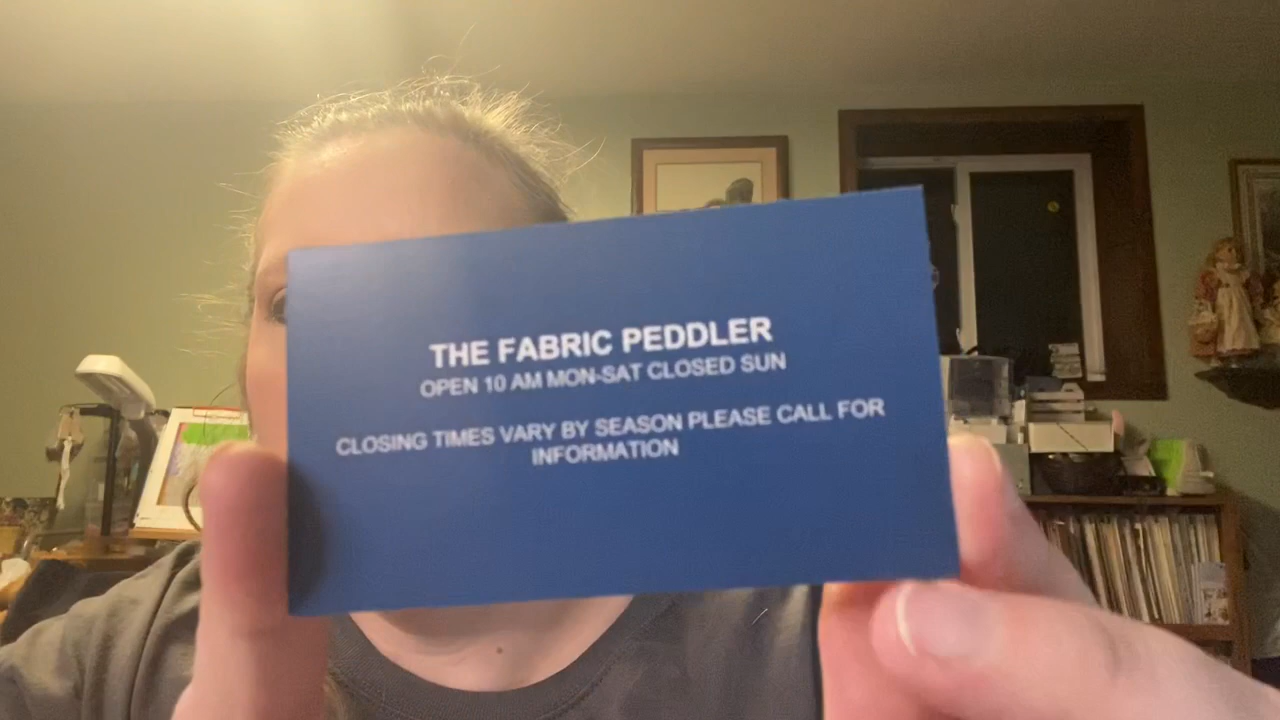 THE FABRIC PEDDLER
OPEN 10 AM MON-SAT CLOSED SUN
CLOSING TIMES VARY BY SEASON PLEASE CALL FOR
INFORMATION